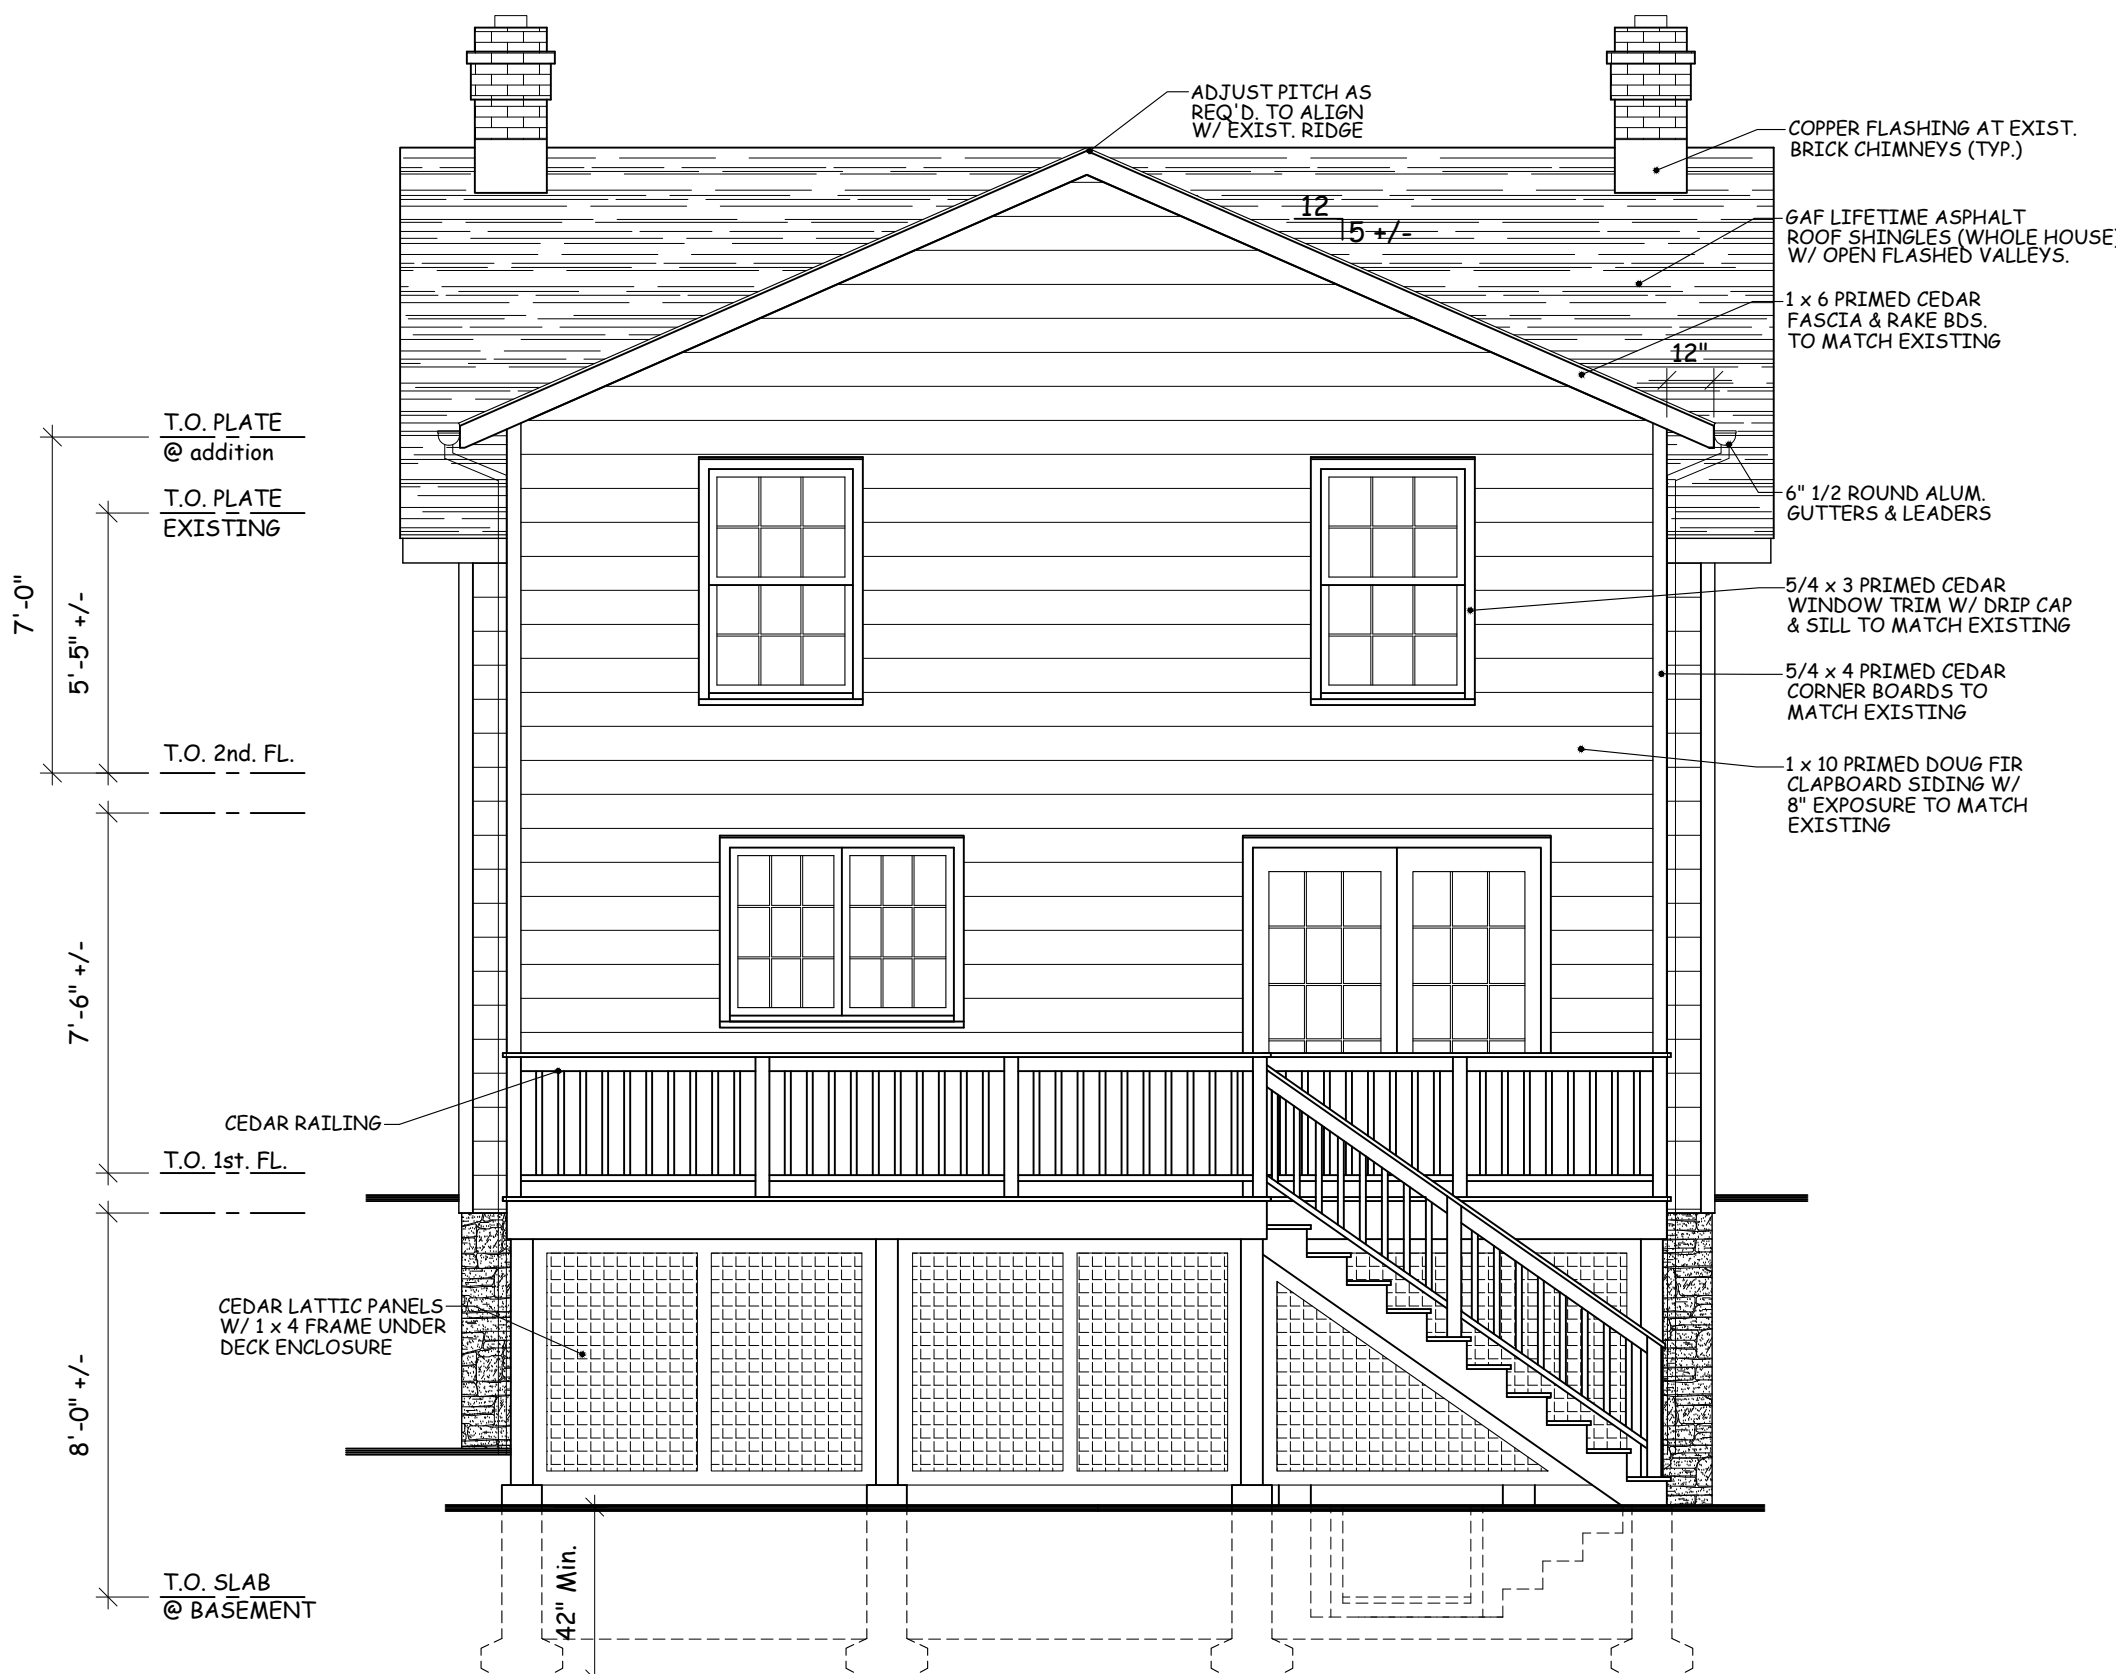 ADJUST PITCH AS
REQ'D. TO ALIGN
W/ EXIST. RIDGE
COPPER FLASHING AT EXIST.
BRICK CHIMNEYS (TYP.)
12
5 +/-
GAF LIFETIME ASPHALT
ROOF SHINGLES (WHOLE HOUSE)
W/ OPEN FLASHED VALLEYS.
1 x 6 PRIMED CEDAR
FASCIA & RAKE BDS.
TO MATCH EXISTING
12"
T.O. PLATE
@ addition
T.O. PLATE
EXISTING
6" 1/2 ROUND ALUM.
GUTTERS & LEADERS
7'-0"
5'-5" +/-
5/4 x 3 PRIMED CEDAR
WINDOW TRIM W/ DRIP CAP
& SILL TO MATCH EXISTING
5/4 x 4 PRIMED CEDAR
CORNER BOARDS TO
MATCH EXISTING
T.O. 2nd. FL.
1 x 10 PRIMED DOUG FIR
CLAPBOARD SIDING W/
8" EXPOSURE TO MATCH
EXISTING
7'-6" +/-
CEDAR RAILING
T.O. 1st. FL.
CEDAR LATTIC PANELS
W/ 1 x 4 FRAME UNDER
DECK ENCLOSURE
8'-0" +/-
T.O. SLAB
@ BASEMENT
42" Min.